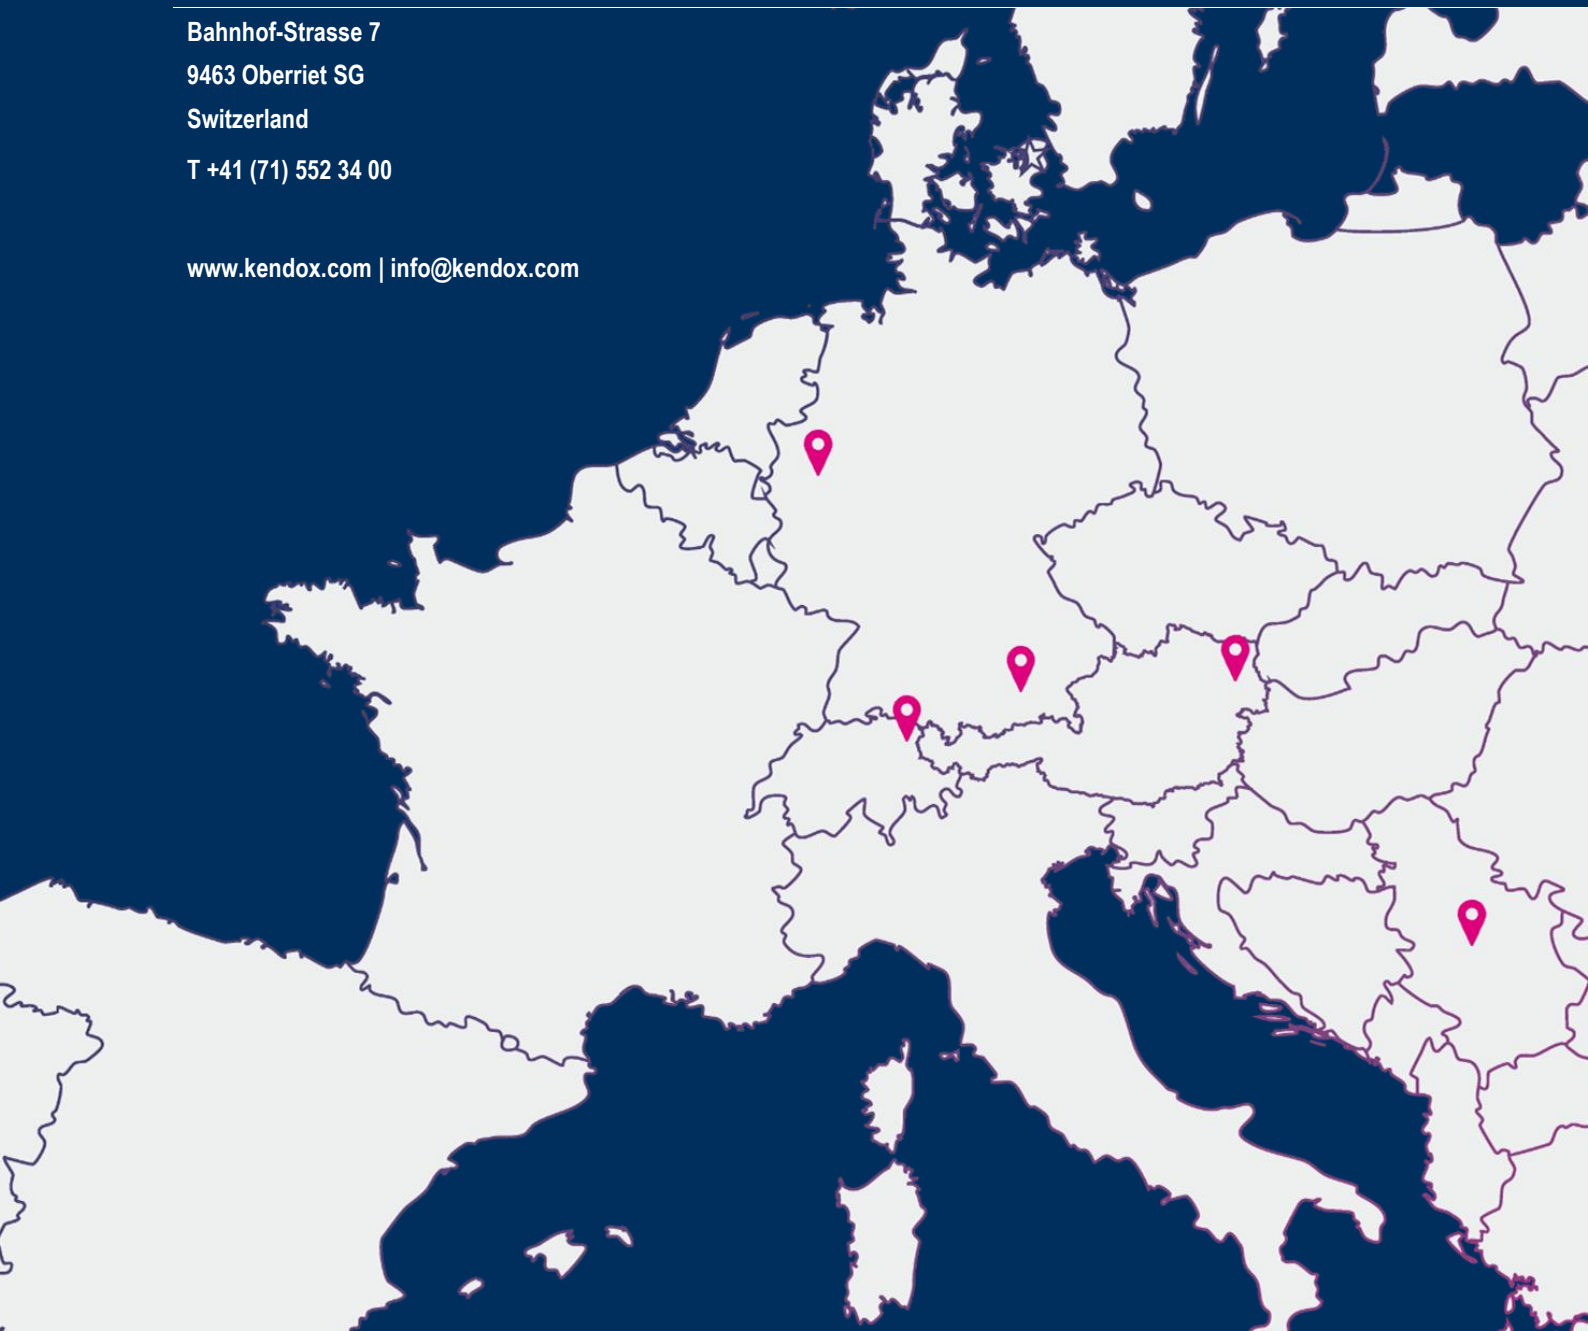 Bahnhof-Strasse 7
9463 Oberriet SG
Switzerland
T +41 (71) 552 34 00
www.kendox.com | info@kendox.com